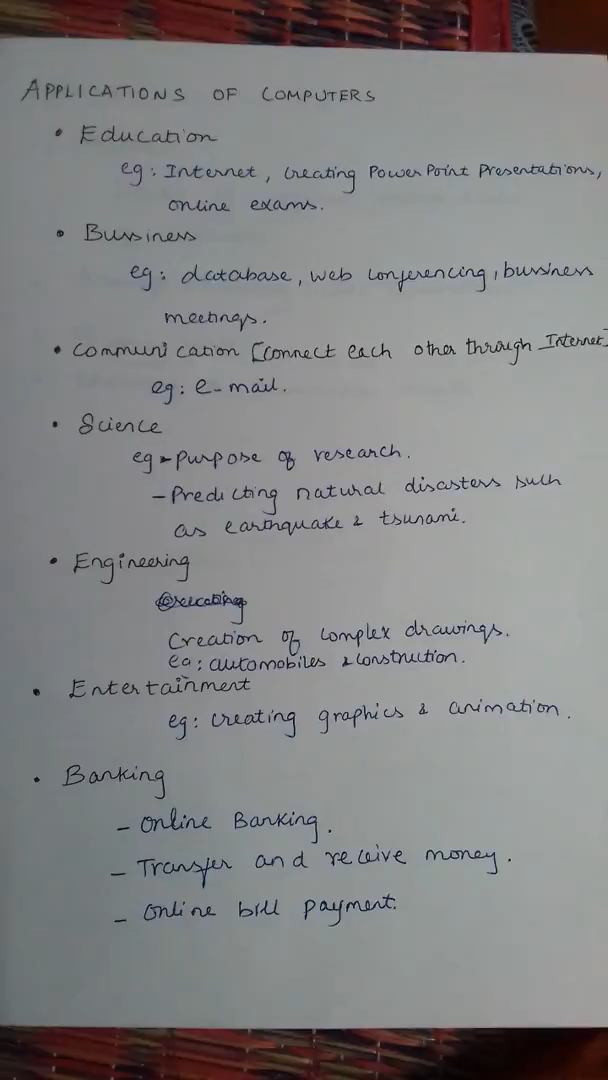 APPLICATIONS OF COMPUTERS
• Education
eg: Internet, creating PowerPoint Presentations,
online exams.
• Bussiness
eg: database, web conferencing, bussiness
meetings.
• Communication [connect each other through Internet]
eg: e-mail.
• Science
eg - purpose of research.
- Predicting natural disasters such
as earthquake & tsunami.
• Engineering
Creation of complex drawings.
eg: automobiles & construction.
• Entertainment
eg: creating graphics & animation.
• Banking
- Online Banking.
- Transfer and receive money.
- Online bill payment.